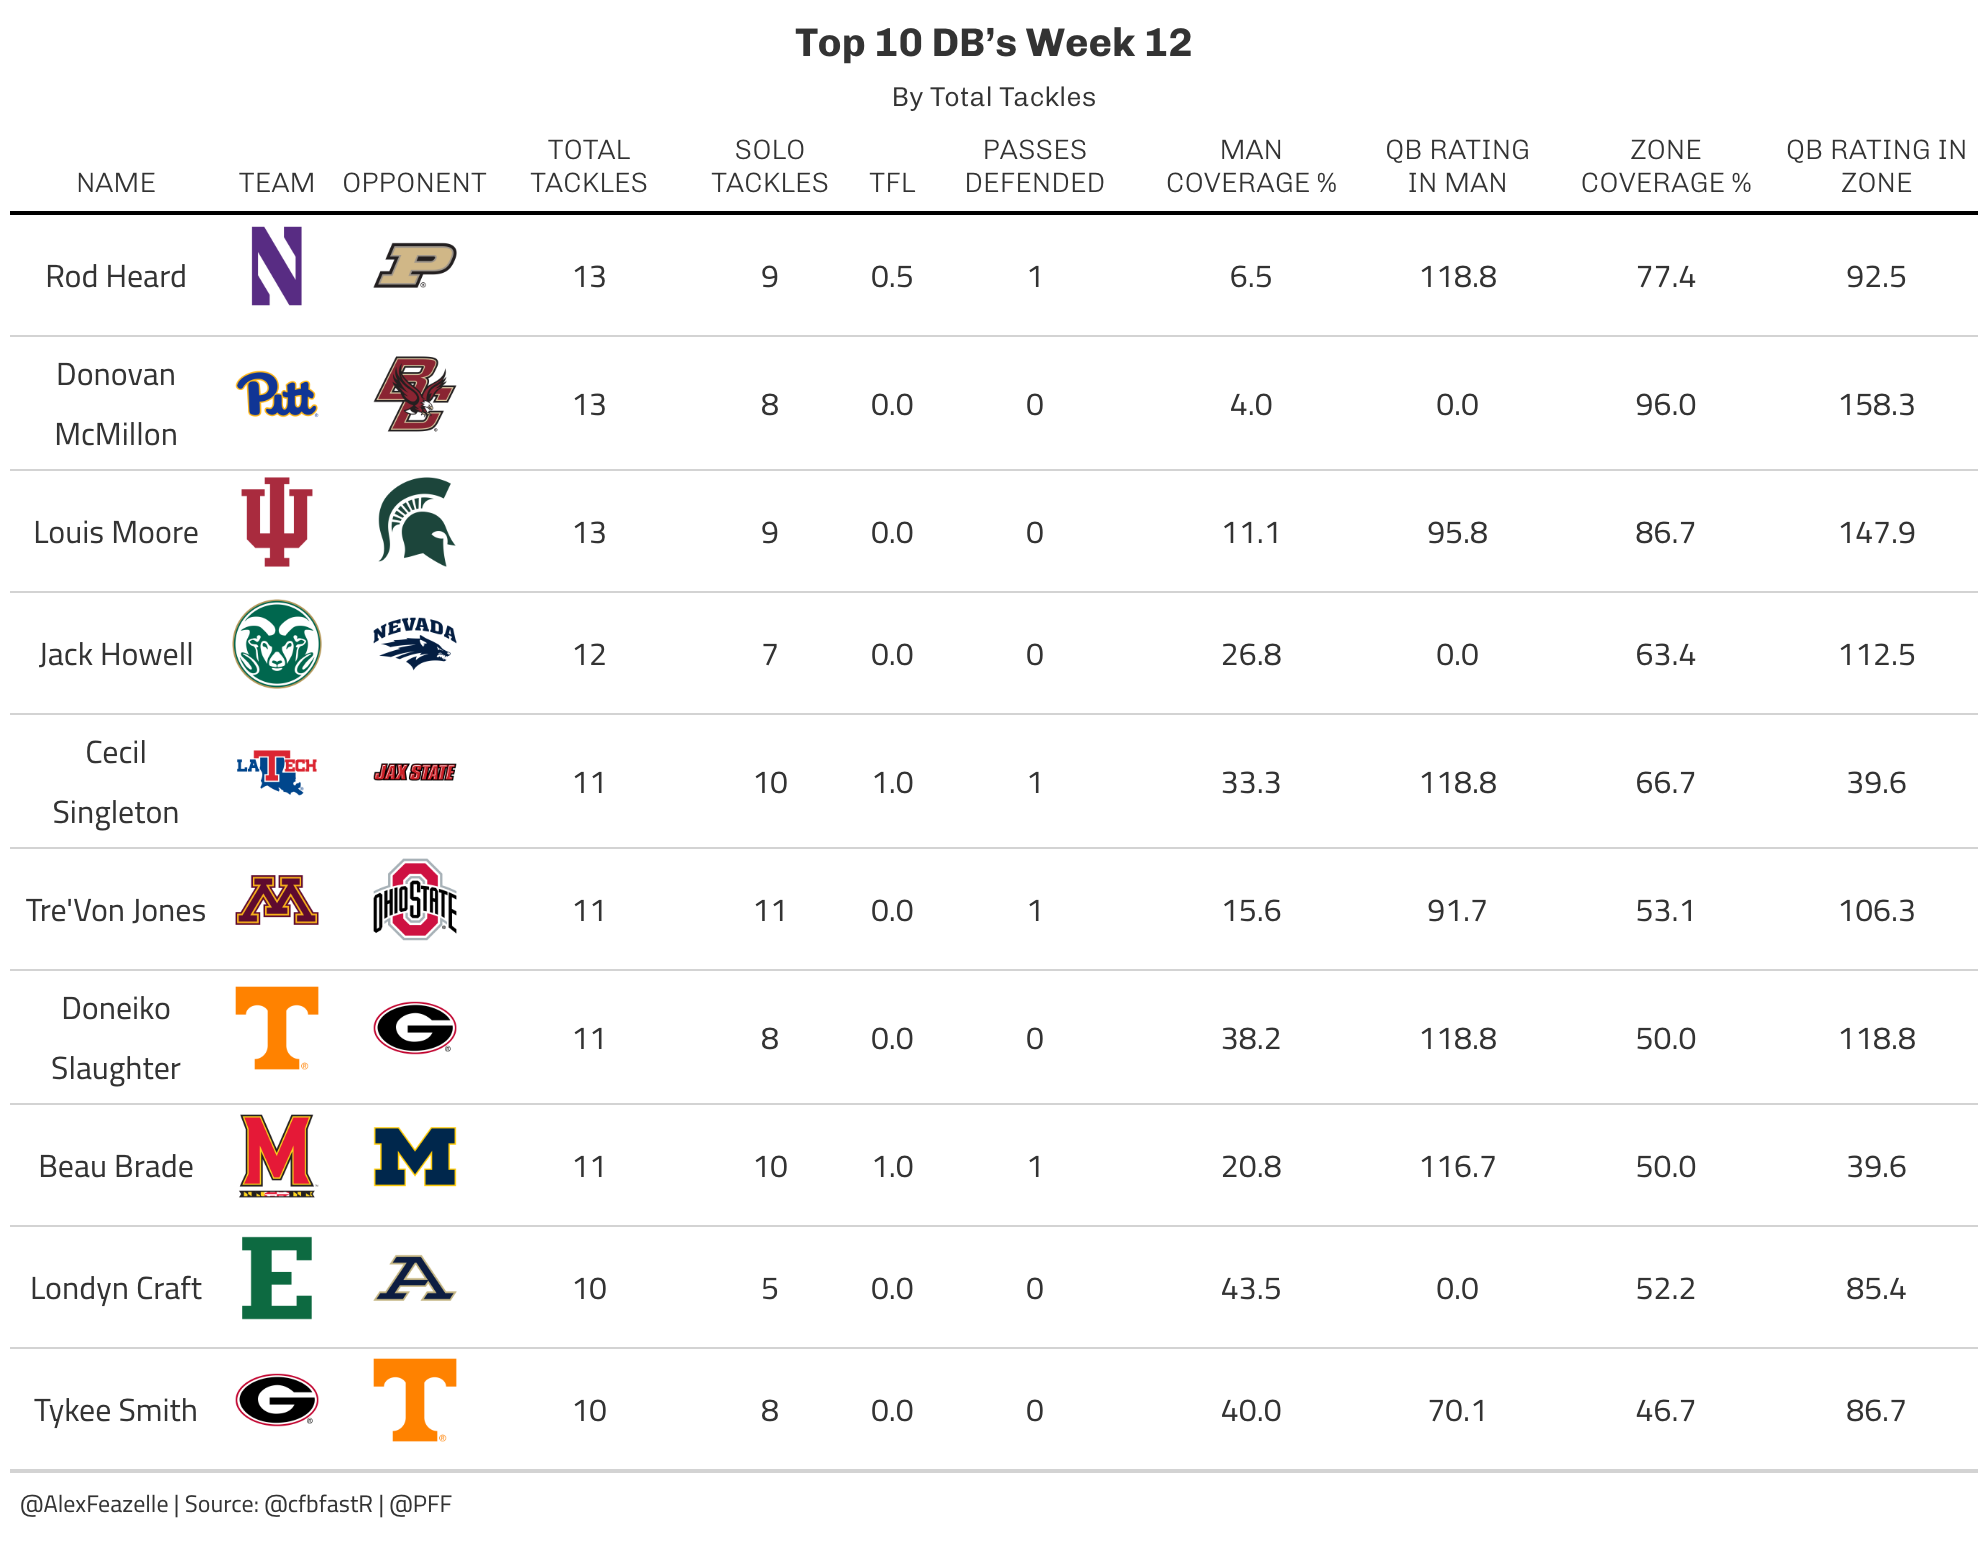 Top 10 DB’s Week 12
By Total Tackles
NAME TEAM OPPONENT TOTAL TACKLES SOLO TACKLES TFL PASSES DEFENDED MAN COVERAGE % QB RATING IN MAN ZONE COVERAGE % QB RATING IN ZONE
Rod Heard N P 13 9 0.5 1 6.5 118.8 77.4 92.5
Donovan McMillon Pitt BC 13 8 0.0 0 4.0 0.0 96.0 158.3
Louis Moore 13 9 0.0 0 11.1 95.8 86.7 147.9
Jack Howell NEVADA 12 7 0.0 0 26.8 0.0 63.4 112.5
Cecil Singleton LA TECH JAX STATE 11 10 1.0 1 33.3 118.8 66.7 39.6
Tre'Von Jones M OHIO STATE 11 11 0.0 1 15.6 91.7 53.1 106.3
Doneiko Slaughter T G 11 8 0.0 0 38.2 118.8 50.0 118.8
Beau Brade M M 11 10 1.0 1 20.8 116.7 50.0 39.6
Londyn Craft E A 10 5 0.0 0 43.5 0.0 52.2 85.4
Tykee Smith G T 10 8 0.0 0 40.0 70.1 46.7 86.7
@AlexFeazelle | Source: @cfbfastR | @PFF